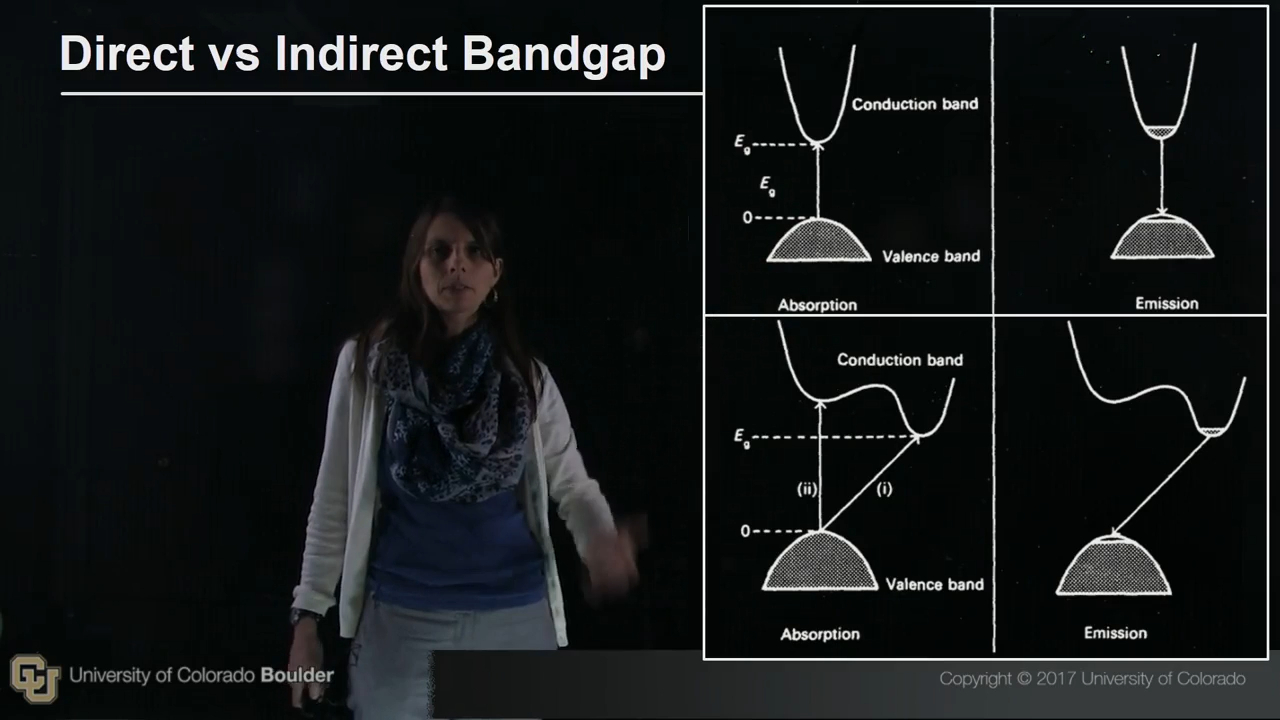 Direct vs Indirect Bandgap
Conduction band
Eg
Eg
0
Valence band
Absorption
Emission
Conduction band
Eg
(ii)
(i)
0
Valence band
Absorption
Emission
University of Colorado Boulder
Copyright © 2017 University of Colorado